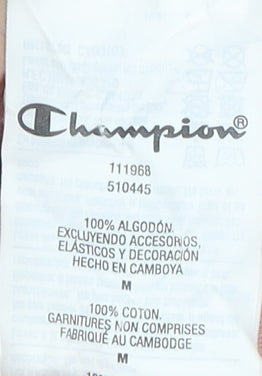 Champion®
111968
510445
100% ALGODÓN.
EXCLUYENDO ACCESORIOS,
ELÁSTICOS Y DECORACIÓN
HECHO EN CAMBOYA
M
100% COTON.
GARNITURES NON COMPRISES
FABRIQUÉ AU CAMBODGE
M